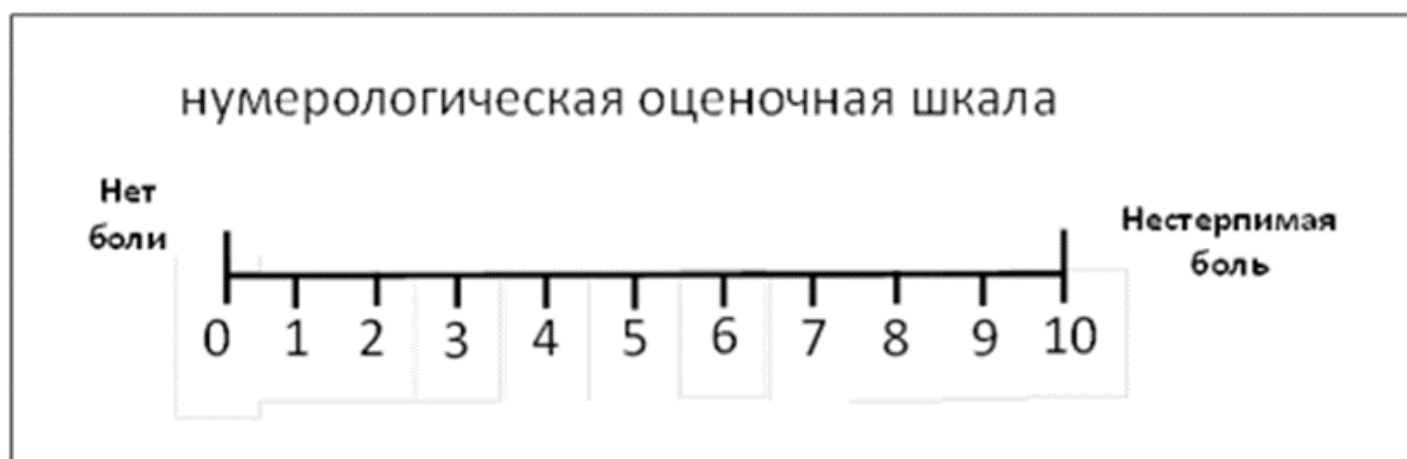 нумерологическая оценочная шкала
Нет
боли
Нестерпимая
боль
0 1 2 3 4 5 6 7 8 9 10